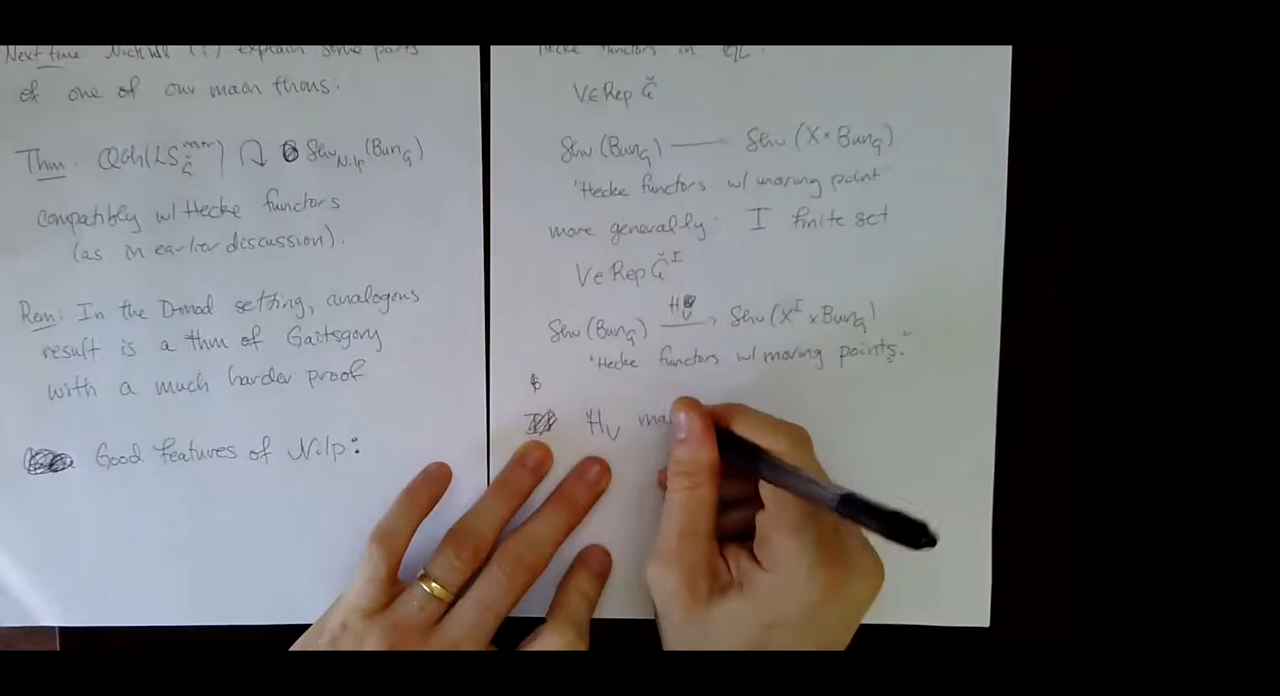 Next time Nick will (?) explain some parts
of one of our main thms.
Thm: QCoh(LS_Ǧ^restr) ↷ Shv_Nilp(Bun_G)
compatibly w/ Hecke functors
(as in earlier discussion).
Rem: In the D-mod setting, analogous
result is a thm of Gaitsgory
with a much harder proof
Good features of Nilp:
Hecke functors in GL:
V ∈ Rep Ǧ
Shv(Bun_G) — Shv(X × Bun_G)
"Hecke functors w/ moving point"
more generally: I finite set
V ∈ Rep Ǧ^I
Shv(Bun_G) →^{H_V} Shv(X^I × Bun_G)
"Hecke functors w/ moving points."
$
H_V